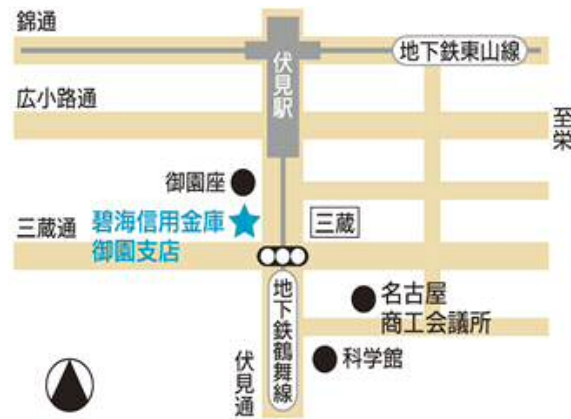 錦通
地下鉄東山線
伏見駅
広小路通
至栄
御園座
三蔵通
碧海信用金庫
御園支店
三蔵
名古屋
商工会議所
地下鉄鶴舞線
伏見通
科学館